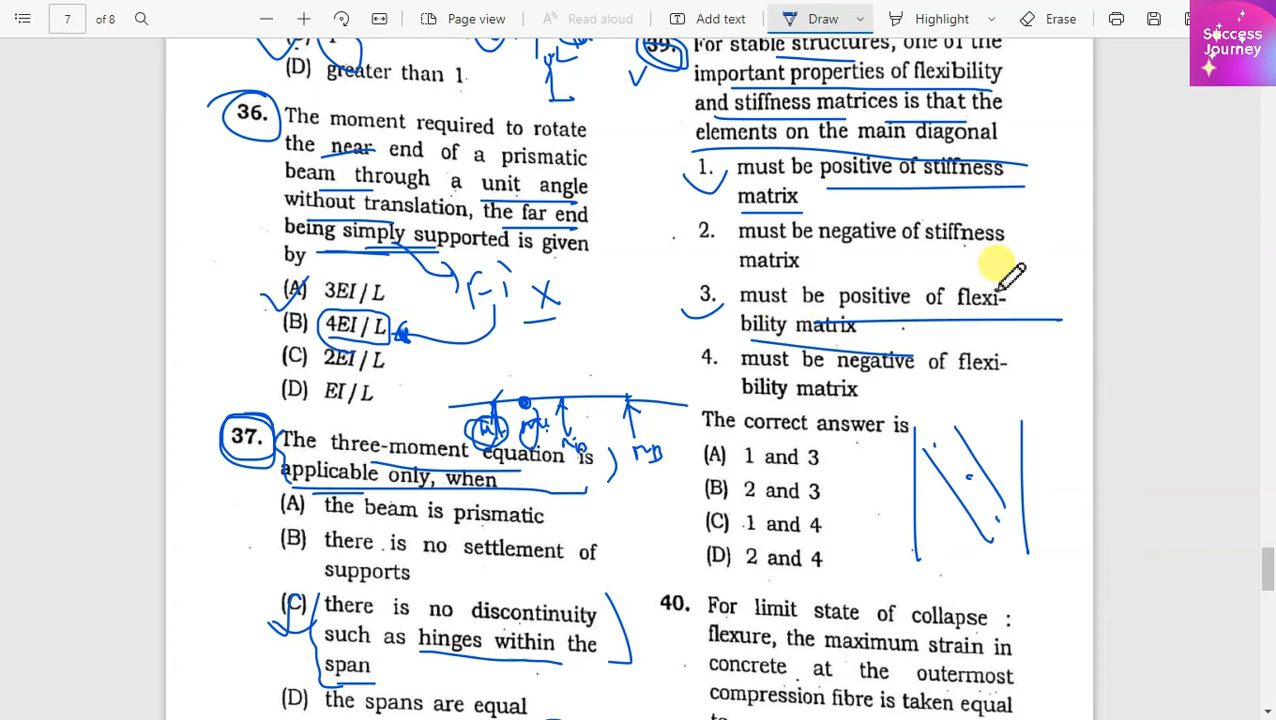 7
of 8
Page view
Read aloud
Add text
Draw
Highlight
Erase
Success
Journey
(D) greater than 1
36. The moment required to rotate
the near end of a prismatic
beam through a unit angle
without translation, the far end
being simply supported is given
by
(A) 3EI / L
(B) 4EI / L
(C) 2EI / L
(D) EI / L
37. The three-moment equation is
applicable only, when
(A) the beam is prismatic
(B) there is no settlement of
supports
(C) there is no discontinuity
such as hinges within the
span
(D) the spans are equal
39. For stable structures, one of the
important properties of flexibility
and stiffness matrices is that the
elements on the main diagonal
1. must be positive of stiffness
matrix
2. must be negative of stiffness
matrix
3. must be positive of flexi-
bility matrix
4. must be negative of flexi-
bility matrix
The correct answer is
(A) 1 and 3
(B) 2 and 3
(C) 1 and 4
(D) 2 and 4
40. For limit state of collapse :
flexure, the maximum strain in
concrete at the outermost
compression fibre is taken equal